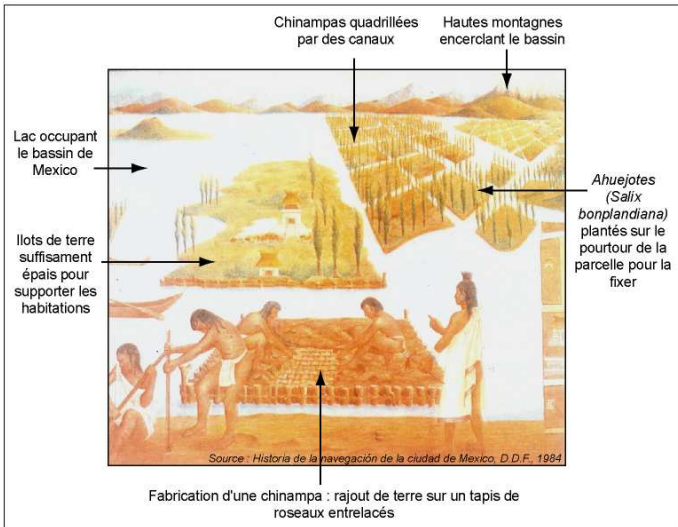 Chinampas quadrillées
par des canaux
Hautes montagnes
encerclant le bassin
Lac occupant
le bassin de
Mexico
Ahuejotes
(Salix
bonplandiana)
plantés sur le
pourtour de la
parcelle pour la
fixer
Ilots de terre
suffisament
épais pour
supporter les
habitations
Source : Historia de la navegación de la ciudad de Mexico, D.D.F., 1984
Fabrication d'une chinampa : rajout de terre sur un tapis de
roseaux entrelacés